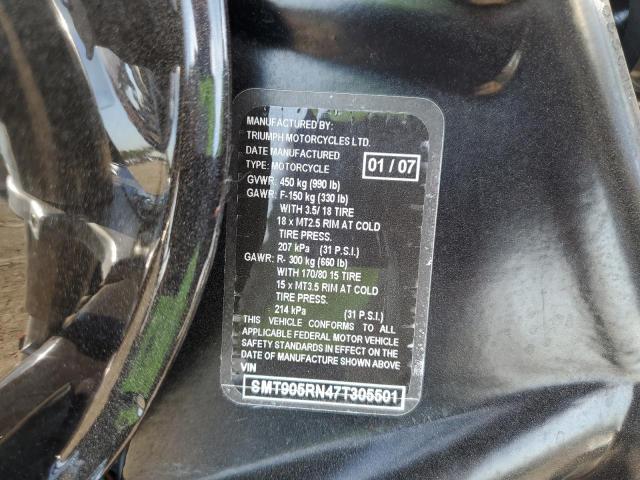 MANUFACTURED BY:
TRIUMPH MOTORCYCLES LTD.
DATE MANUFACTURED 01 / 07
TYPE: MOTORCYCLE
GVWR: 450 kg (990 lb)
GAWR: F-150 kg (330 lb)
WITH 3.5/ 18 TIRE
18 x MT2.5 RIM AT COLD
TIRE PRESS.
207 kPa (31 P.S.I.)
GAWR: R- 300 kg (660 lb)
WITH 170/80 15 TIRE
15 x MT3.5 RIM AT COLD
TIRE PRESS.
214 kPa (31 P.S.I.)
THIS VEHICLE CONFORMS TO ALL
APPLICABLE FEDERAL MOTOR VEHICLE
SAFETY STANDARDS IN EFFECT ON THE
DATE OF MANUFACTURE SHOWN ABOVE
VIN
SMT905RN47T305501